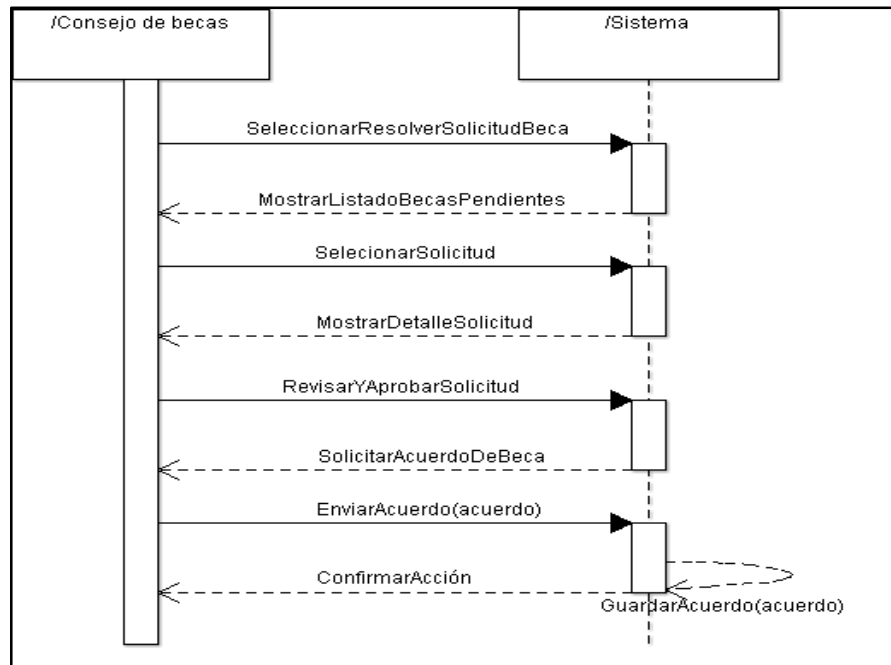 /Consejo de becas
/Sistema
SeleccionarResolverSolicitudBeca
MostrarListadoBecasPendientes
SelecionarSolicitud
MostrarDetalleSolicitud
RevisarYAprobarSolicitud
SolicitarAcuerdoDeBeca
EnviarAcuerdo(acuerdo)
ConfirmarAcción
GuardarAcuerdo(acuerdo)